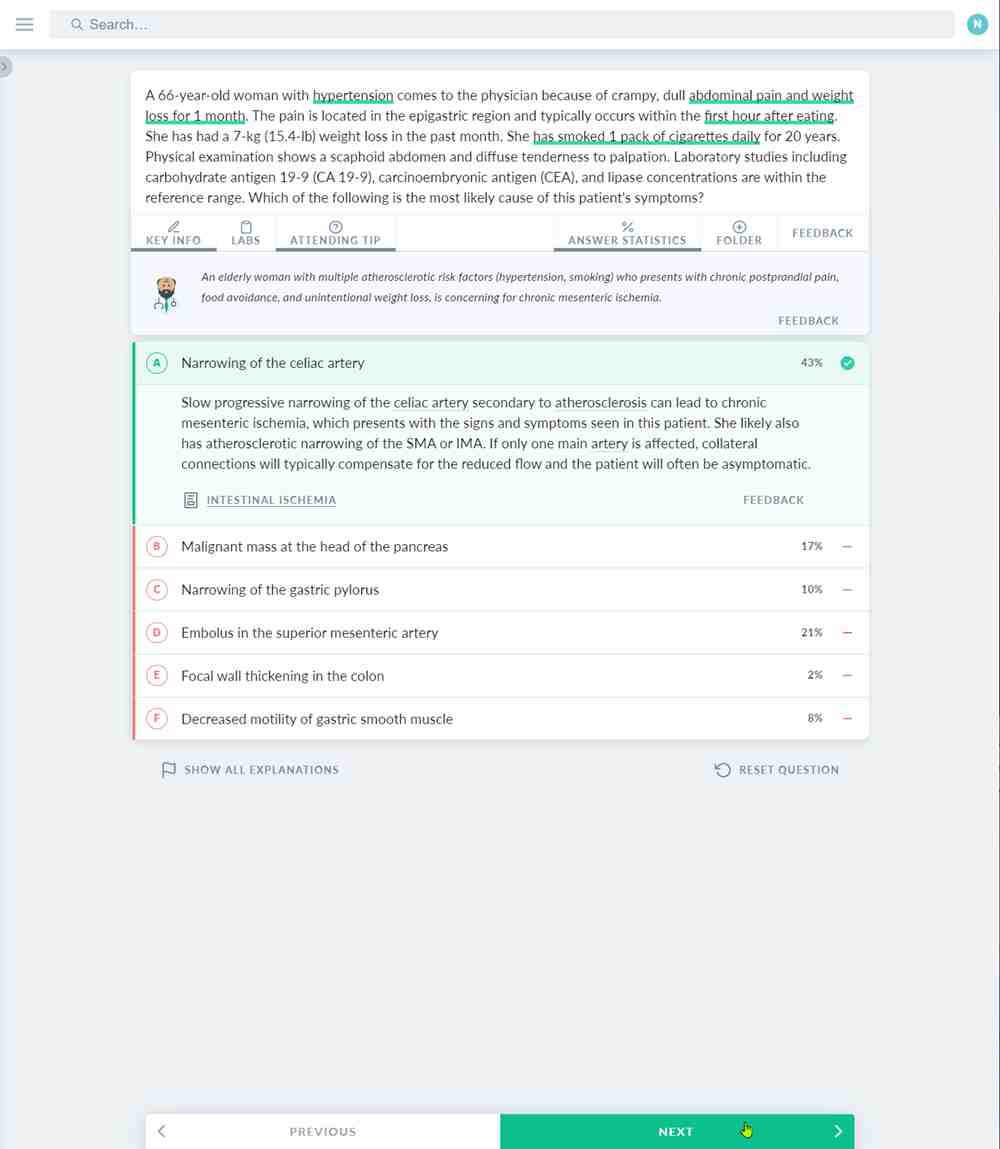 Search...
N
A 66-year-old woman with hypertension comes to the physician because of crampy, dull abdominal pain and weight
loss for 1 month. The pain is located in the epigastric region and typically occurs within the first hour after eating.
She has had a 7-kg (15.4-lb) weight loss in the past month. She has smoked 1 pack of cigarettes daily for 20 years.
Physical examination shows a scaphoid abdomen and diffuse tenderness to palpation. Laboratory studies including
carbohydrate antigen 19-9 (CA 19-9), carcinoembryonic antigen (CEA), and lipase concentrations are within the
reference range. Which of the following is the most likely cause of this patient's symptoms?
KEY INFO LABS ATTENDING TIP ANSWER STATISTICS FOLDER FEEDBACK
An elderly woman with multiple atherosclerotic risk factors (hypertension, smoking) who presents with chronic postprandial pain,
food avoidance, and unintentional weight loss, is concerning for chronic mesenteric ischemia.
FEEDBACK
A Narrowing of the celiac artery 43%
Slow progressive narrowing of the celiac artery secondary to atherosclerosis can lead to chronic
mesenteric ischemia, which presents with the signs and symptoms seen in this patient. She likely also
has atherosclerotic narrowing of the SMA or IMA. If only one main artery is affected, collateral
connections will typically compensate for the reduced flow and the patient will often be asymptomatic.
INTESTINAL ISCHEMIA FEEDBACK
B Malignant mass at the head of the pancreas 17%
C Narrowing of the gastric pylorus 10%
D Embolus in the superior mesenteric artery 21%
E Focal wall thickening in the colon 2%
F Decreased motility of gastric smooth muscle 8%
SHOW ALL EXPLANATIONS RESET QUESTION
PREVIOUS NEXT